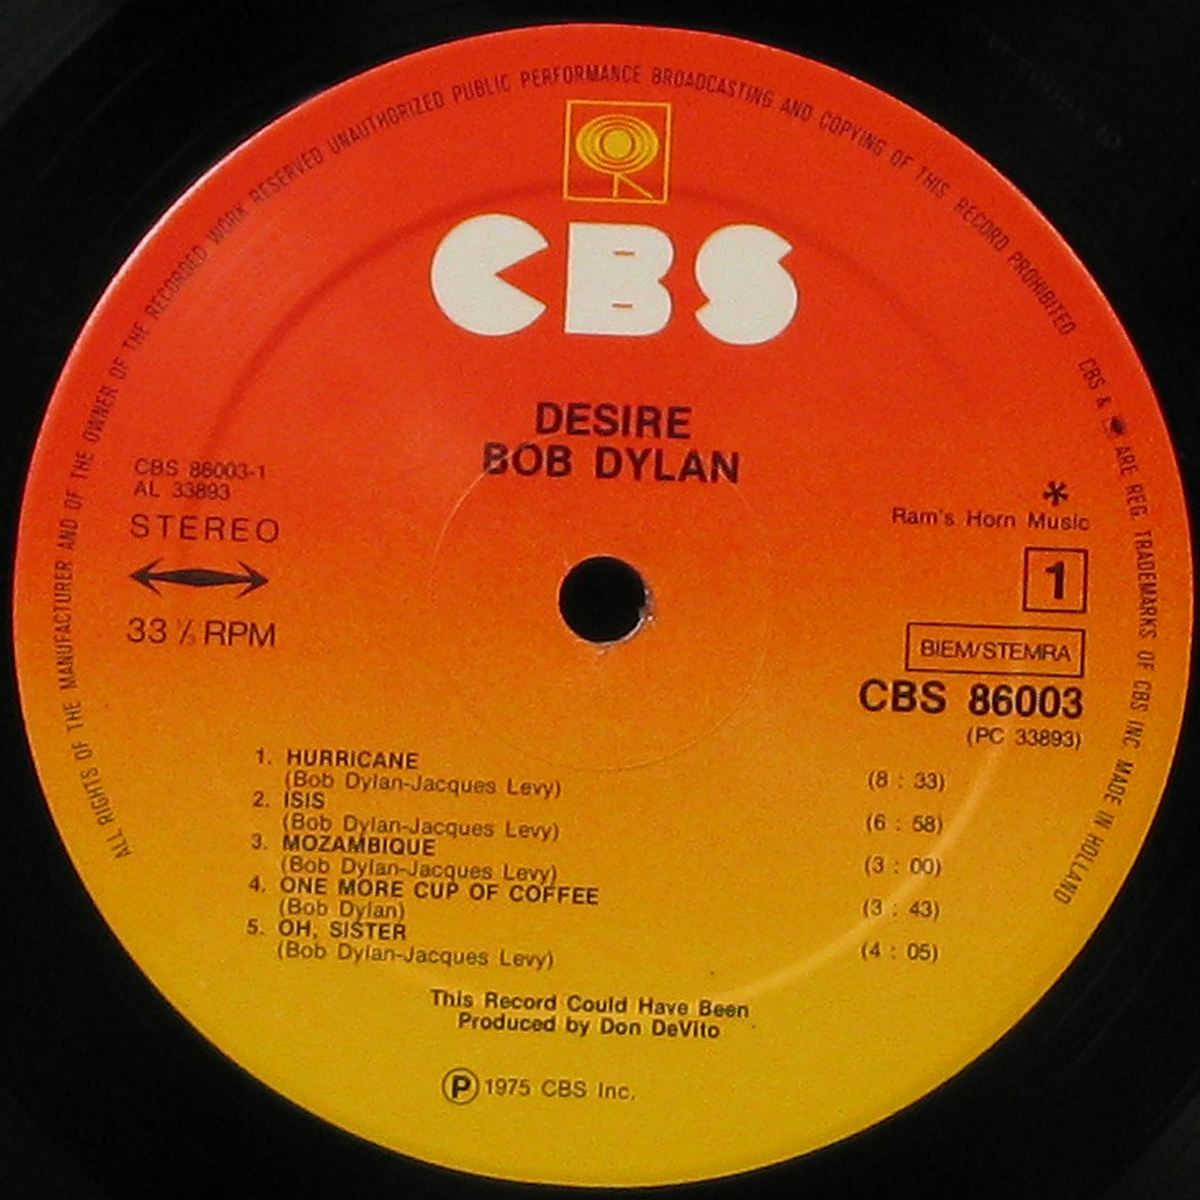 ALL RIGHTS OF THE MANUFACTURER AND OF THE OWNER OF THE RECORDED WORK RESERVED UNAUTHORIZED PUBLIC PERFORMANCE BROADCASTING AND COPYING OF THIS RECORD PROHIBITED CBS & ARE REG. TRADEMARKS OF CBS INC MADE IN HOLLAND
CBS
DESIRE
BOB DYLAN
CBS 86003-1
AL 33893
STEREO
33 ⅓ RPM
*
Ram's Horn Music
1
BIEM/STEMRA
CBS 86003
(PC 33893)
1. HURRICANE
(Bob Dylan-Jacques Levy) (8 : 33)
2. ISIS
(Bob Dylan-Jacques Levy) (6 : 58)
3. MOZAMBIQUE
(Bob Dylan-Jacques Levy) (3 : 00)
4. ONE MORE CUP OF COFFEE
(Bob Dylan) (3 : 43)
5. OH, SISTER
(Bob Dylan-Jacques Levy) (4 : 05)
This Record Could Have Been
Produced by Don DeVito
Ⓟ 1975 CBS Inc.